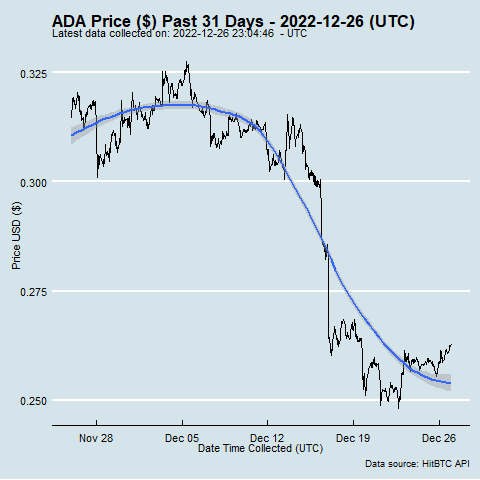 ADA Price ($) Past 31 Days - 2022-12-26 (UTC)
Latest data collected on: 2022-12-26 23:04:46 - UTC
0.325
0.300
0.275
0.250
Price USD ($)
Nov 28 Dec 05 Dec 12 Dec 19 Dec 26
Date Time Collected (UTC)
Data source: HitBTC API